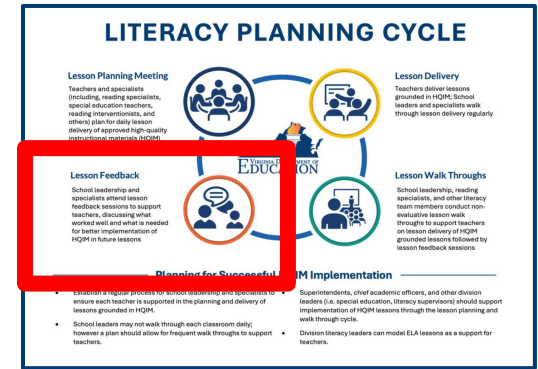 LITERACY PLANNING CYCLE
Lesson Planning Meeting
Teachers and specialists
(including, reading specialists,
special education teachers,
reading interventionists, and
others) plan for daily lesson
delivery of approved high-quality
instructional materials (HQIM)
Lesson Delivery
Teachers deliver lessons
grounded in HQIM; School
leaders and specialists walk
through lesson delivery regularly
VIRGINIA DEPARTMENT OF
EDUCATION
Lesson Feedback
School leadership and
specialists attend lesson
feedback sessions to support
teachers, discussing what
worked well and what is needed
for better implementation of
HQIM in future lessons
Lesson Walk Throughs
School leadership, reading
specialists, and other literacy
team members conduct non-
evaluative lesson walk
throughs to support teachers
on lesson delivery of HQIM
grounded lessons followed by
lesson feedback sessions
Planning for Successful HQIM Implementation
• Establish a regular process for school leadership and specialists to
ensure each teacher is supported in the planning and delivery of
lessons grounded in HQIM.
• School leaders may not walk through each classroom daily;
however a plan should allow for frequent walk throughs to support
teachers.
• Superintendents, chief academic officers, and other division
leaders (i.e. special education, literacy supervisors) should support
implementation of HQIM lessons through the lesson planning and
walk through cycle.
• Division literacy leaders can model ELA lessons as a support for
teachers.